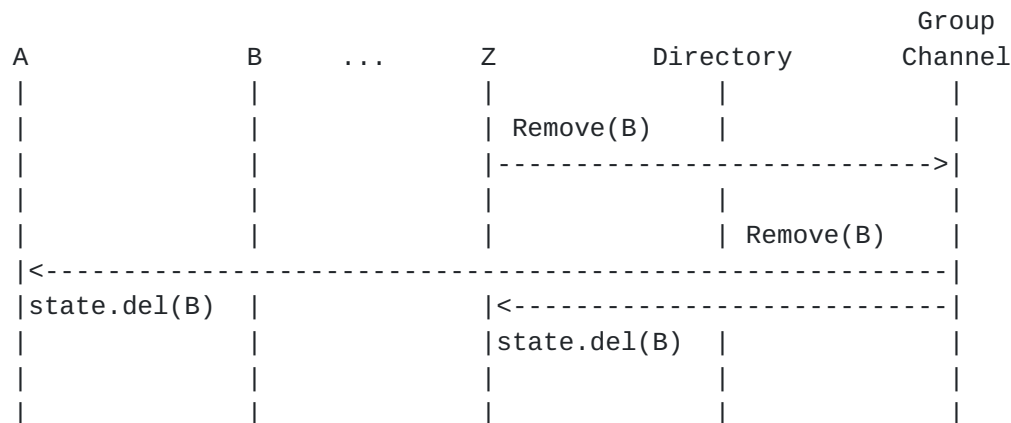 Group
A              B     ...      Z          Directory       Channel
|              |              |              |              |
|              |              | Remove(B)    |              |
|              |              |---------------------------->|
|              |              |              |              |
|              |              |              | Remove(B)    |
|<----------------------------------------------------------|
|state.del(B)  |              |<----------------------------|
|              |              |state.del(B)  |              |
|              |              |              |              |
|              |              |              |              |